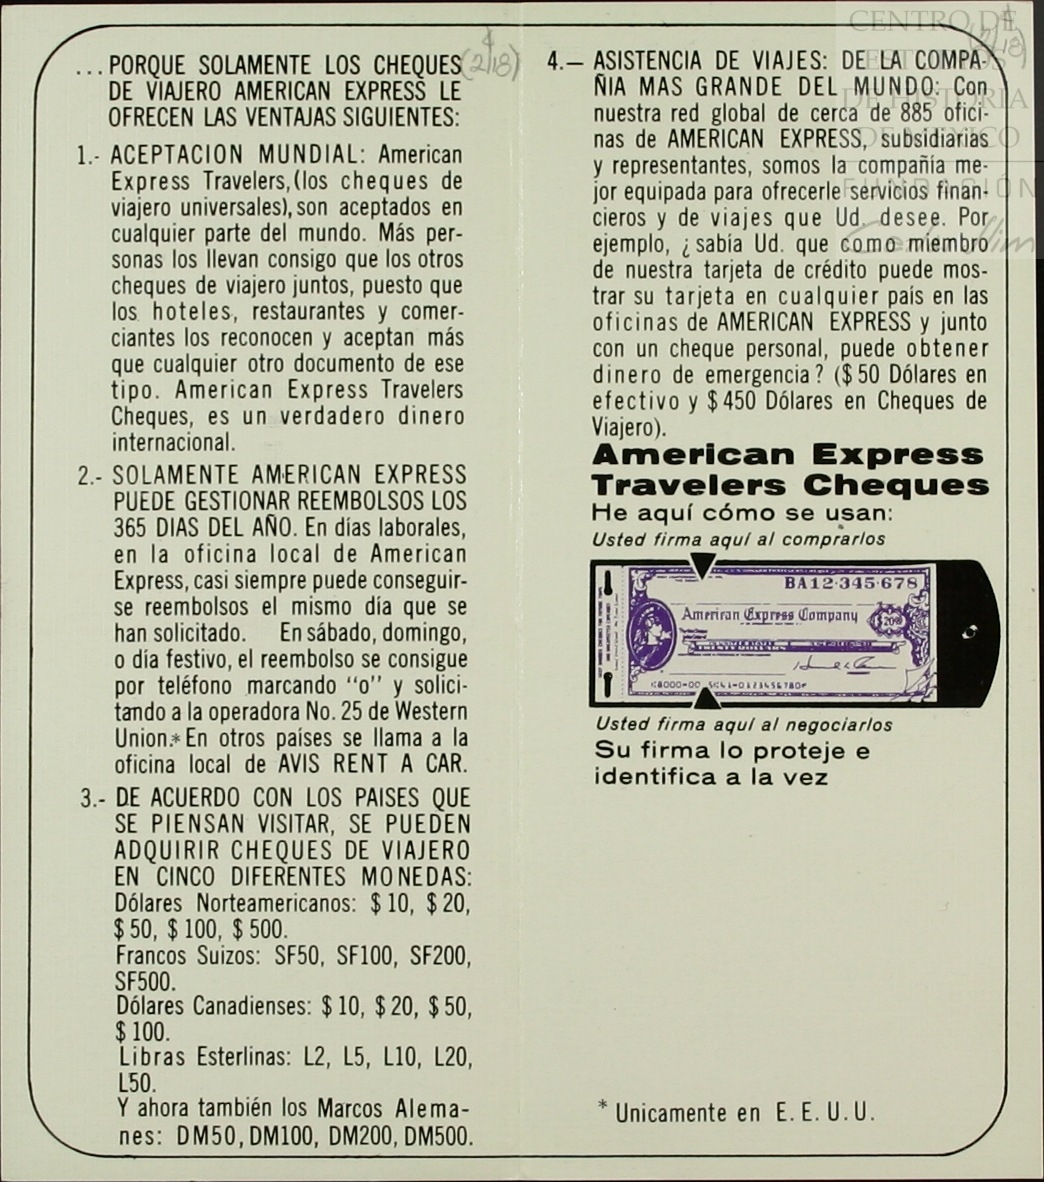 ...PORQUE SOLAMENTE LOS CHEQUES
DE VIAJERO AMERICAN EXPRESS LE
OFRECEN LAS VENTAJAS SIGUIENTES:
1.- ACEPTACION MUNDIAL: American
Express Travelers,(los cheques de
viajero universales), son aceptados en
cualquier parte del mundo. Más per-
sonas los llevan consigo que los otros
cheques de viajero juntos, puesto que
los hoteles, restaurantes y comer-
ciantes los reconocen y aceptan más
que cualquier otro documento de ese
tipo. American Express Travelers
Cheques, es un verdadero dinero
internacional.
2.- SOLAMENTE AMERICAN EXPRESS
PUEDE GESTIONAR REEMBOLSOS LOS
365 DIAS DEL AÑO. En días laborales,
en la oficina local de American
Express, casi siempre puede conseguir-
se reembolsos el mismo día que se
han solicitado. En sábado, domingo,
o día festivo, el reembolso se consigue
por teléfono marcando "o" y solici-
tando a la operadora No. 25 de Western
Union.* En otros países se llama a la
oficina local de AVIS RENT A CAR.
3.- DE ACUERDO CON LOS PAISES QUE
SE PIENSAN VISITAR, SE PUEDEN
ADQUIRIR CHEQUES DE VIAJERO
EN CINCO DIFERENTES MONEDAS:
Dólares Norteamericanos: $10, $20,
$50, $100, $500.
Francos Suizos: SF50, SF100, SF200,
SF500.
Dólares Canadienses: $10, $20, $50,
$100.
Libras Esterlinas: L2, L5, L10, L20,
L50.
Y ahora también los Marcos Alema-
nes: DM50, DM100, DM200, DM500.
(2/18)
4.— ASISTENCIA DE VIAJES: DE LA COMPA-
ÑIA MAS GRANDE DEL MUNDO: Con
nuestra red global de cerca de 885 ofici-
nas de AMERICAN EXPRESS, subsidiarias
y representantes, somos la compañía me-
jor equipada para ofrecerle servicios finan-
cieros y de viajes que Ud. desee. Por
ejemplo, ¿sabía Ud. que como miembro
de nuestra tarjeta de crédito puede mos-
trar su tarjeta en cualquier país en las
oficinas de AMERICAN EXPRESS y junto
con un cheque personal, puede obtener
dinero de emergencia? ($50 Dólares en
efectivo y $450 Dólares en Cheques de
Viajero).
American Express
Travelers Cheques
He aquí cómo se usan:
Usted firma aquí al comprarlos
BA12·345·678
American Express Company
$20
TWENTY DOLLARS
Usted firma aquí al negociarlos
Su firma lo proteje e
identifica a la vez
* Unicamente en E.E.U.U.
CENTRO DE
ESTUDIOS
DE HISTORIA
DE MÉXICO
FUNDACIÓN
Carlos Slim